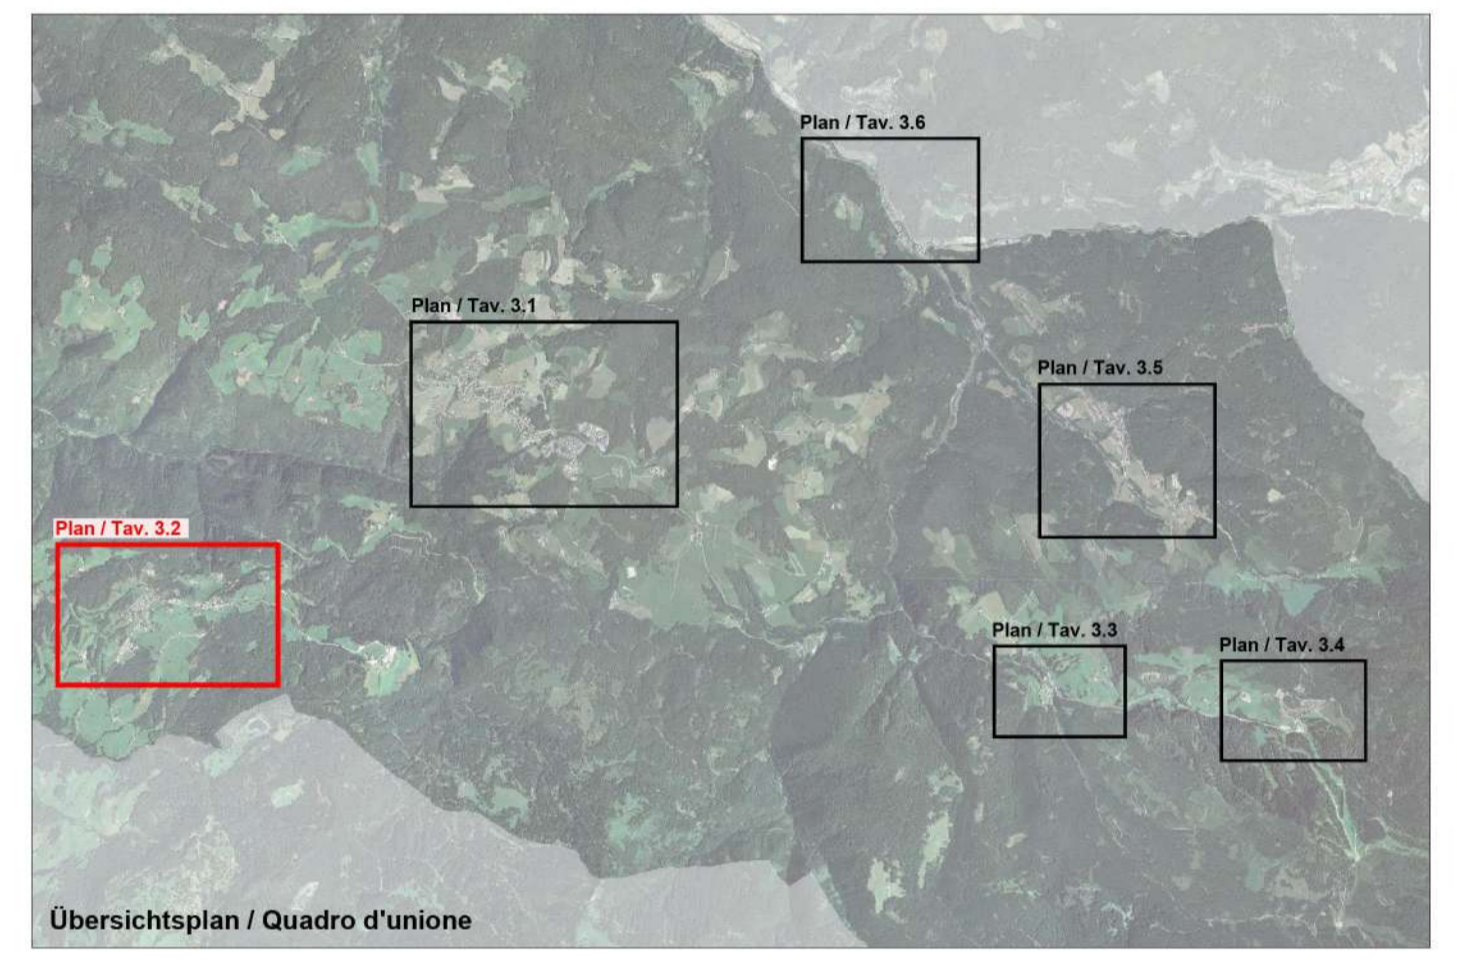 Plan / Tav. 3.6
Plan / Tav. 3.1
Plan / Tav. 3.5
Plan / Tav. 3.2
Plan / Tav. 3.3
Plan / Tav. 3.4
Übersichtsplan / Quadro d'unione